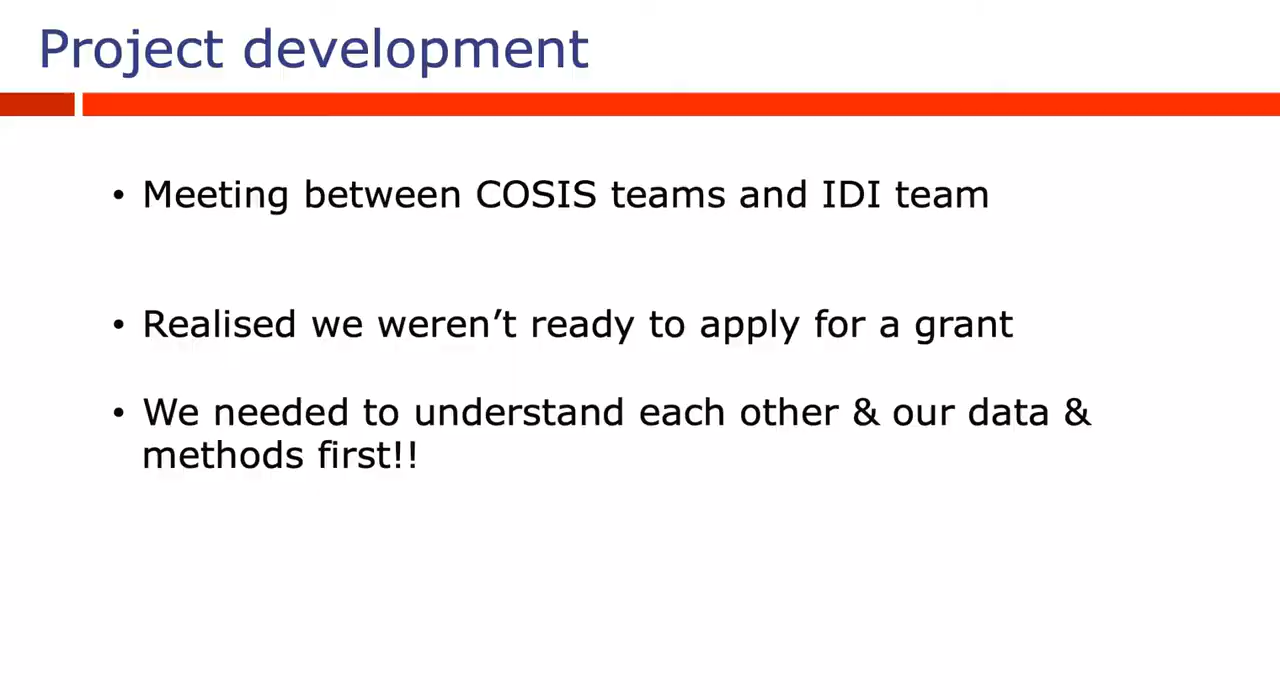 Project development
• Meeting between COSIS teams and IDI team
• Realised we weren’t ready to apply for a grant
• We needed to understand each other & our data &
methods first!!